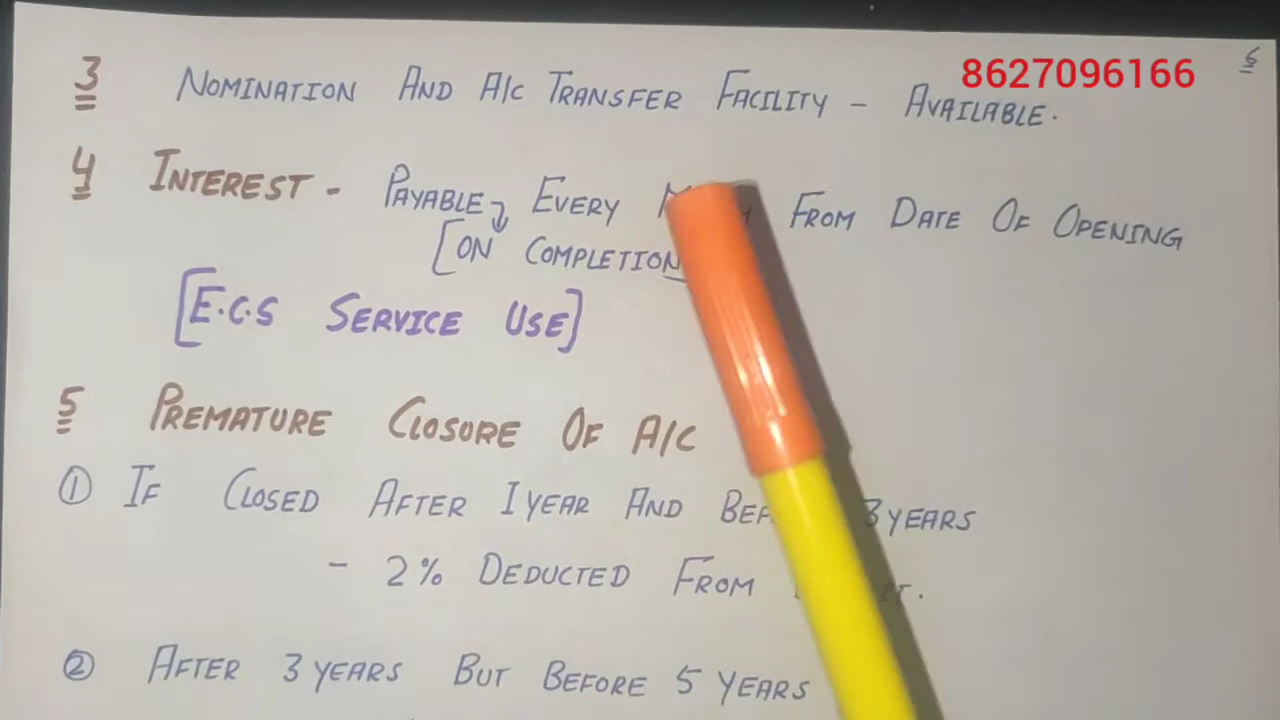 6
8627096166
3 NOMINATION AND A/C TRANSFER FACILITY - AVAILABLE.
4 INTEREST - PAYABLE EVERY FROM DATE OF OPENING
[ON COMPLETION
[E.C.S SERVICE USE]
5 PREMATURE CLOSURE OF A/C
① IF CLOSED AFTER 1 YEAR AND 3 YEARS
- 2% DEDUCTED FROM
② AFTER 3 YEARS BUT BEFORE 5 YEARS